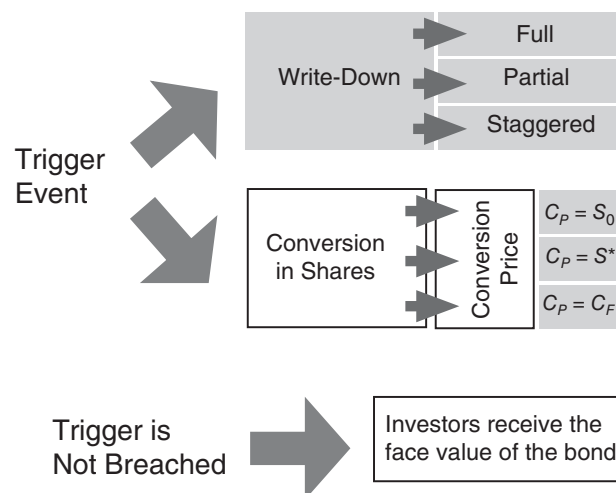 Full
Write-Down
Partial
Staggered
Trigger
Event
Conversion
in Shares
Conversion
Price
C_P = S_0
C_P = S*
C_P = C_F
Trigger is
Not Breached
Investors receive the
face value of the bond